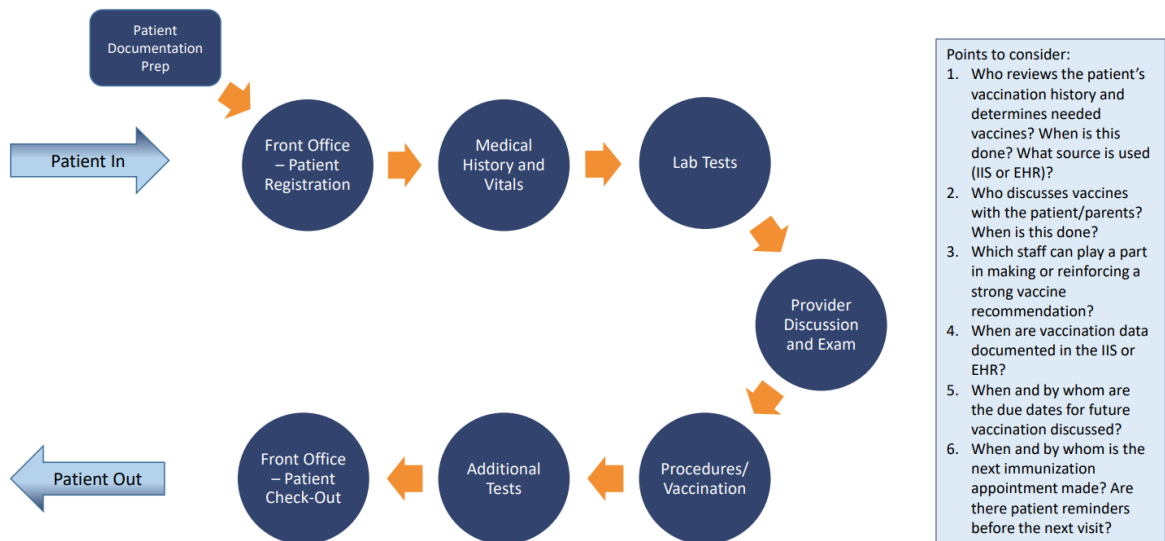 Patient
Documentation
Prep
Patient In
Front Office
– Patient
Registration
Medical
History and
Vitals
Lab Tests
Provider
Discussion
and Exam
Procedures/
Vaccination
Additional
Tests
Front Office
– Patient
Check-Out
Patient Out
Points to consider:
1. Who reviews the patient’s
vaccination history and
determines needed
vaccines? When is this
done? What source is used
(IIS or EHR)?
2. Who discusses vaccines
with the patient/parents?
When is this done?
3. Which staff can play a part
in making or reinforcing a
strong vaccine
recommendation?
4. When are vaccination data
documented in the IIS or
EHR?
5. When and by whom are
the due dates for future
vaccination discussed?
6. When and by whom is the
next immunization
appointment made? Are
there patient reminders
before the next visit?